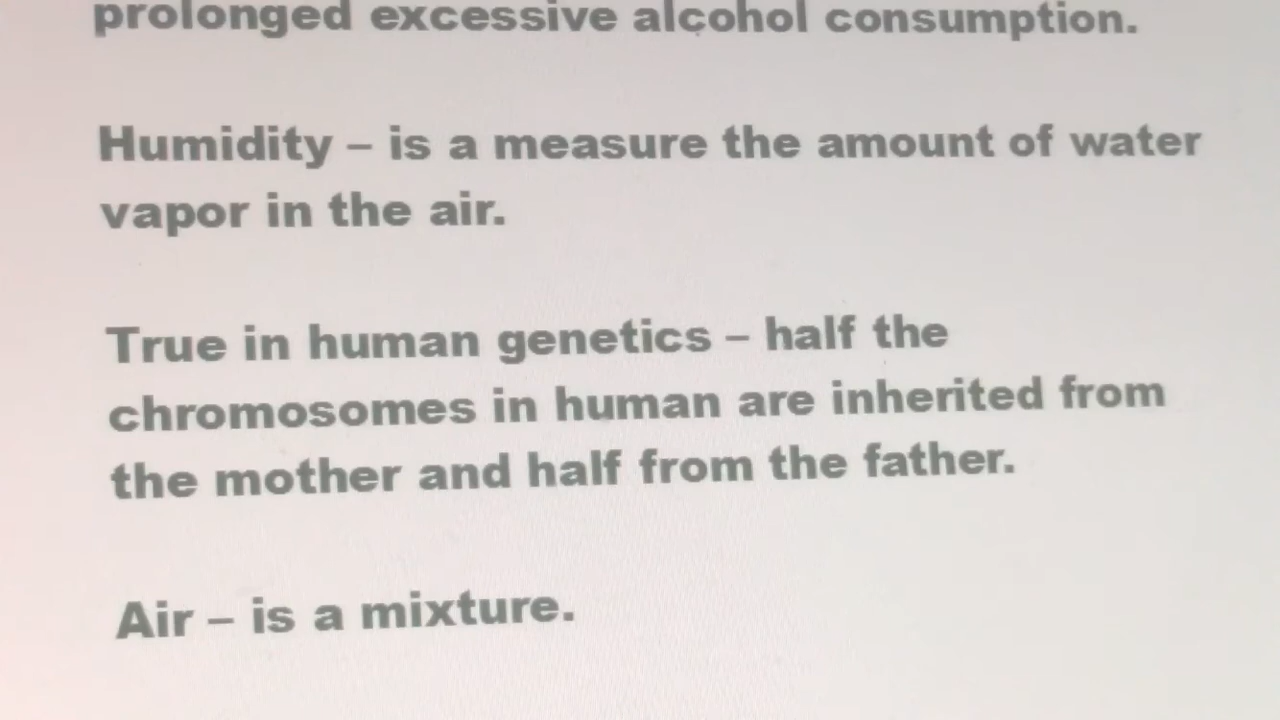 prolonged excessive alcohol consumption.
Humidity – is a measure the amount of water
vapor in the air.
True in human genetics – half the
chromosomes in human are inherited from
the mother and half from the father.
Air – is a mixture.